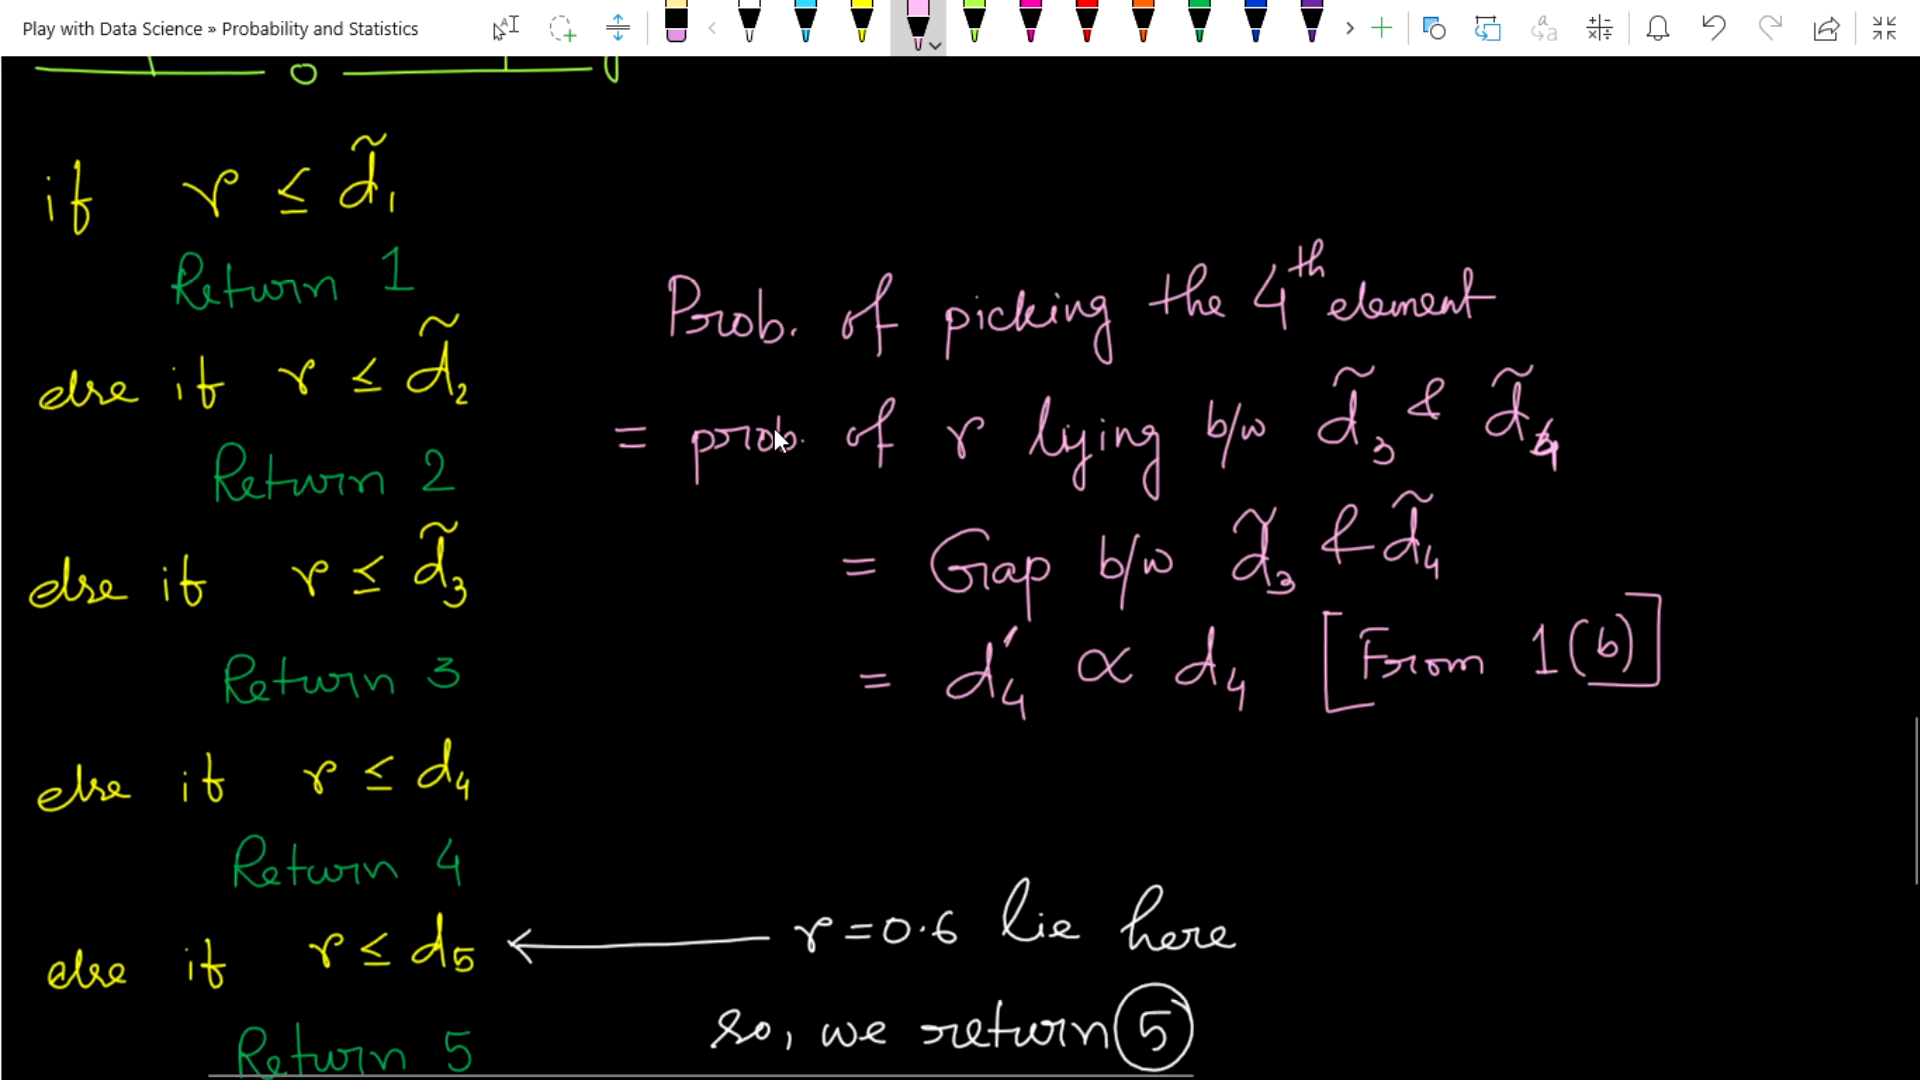 Play with Data Science » Probability and Statistics
if r ≤ d̃₁
Return 1
else if r ≤ d̃₂
Return 2
else if r ≤ d̃₃
Return 3
else if r ≤ d₄
Return 4
else if r ≤ d₅
Return 5
Prob. of picking the 4ᵗʰ element
= prob. of r lying b/w d̃₃ & d̃₄
= Gap b/w d̃₃ & d̃₄
= d'₄ ∝ d₄ [From 1(b)]
← r = 0.6 lie here
so, we return 5